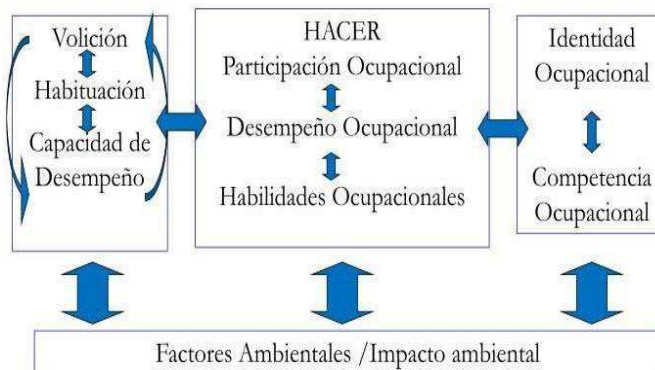 Volición
Habituación
Capacidad de
Desempeño
HACER
Participación Ocupacional
Desempeño Ocupacional
Habilidades Ocupacionales
Identidad
Ocupacional
Competencia
Ocupacional
Factores Ambientales /Impacto ambiental